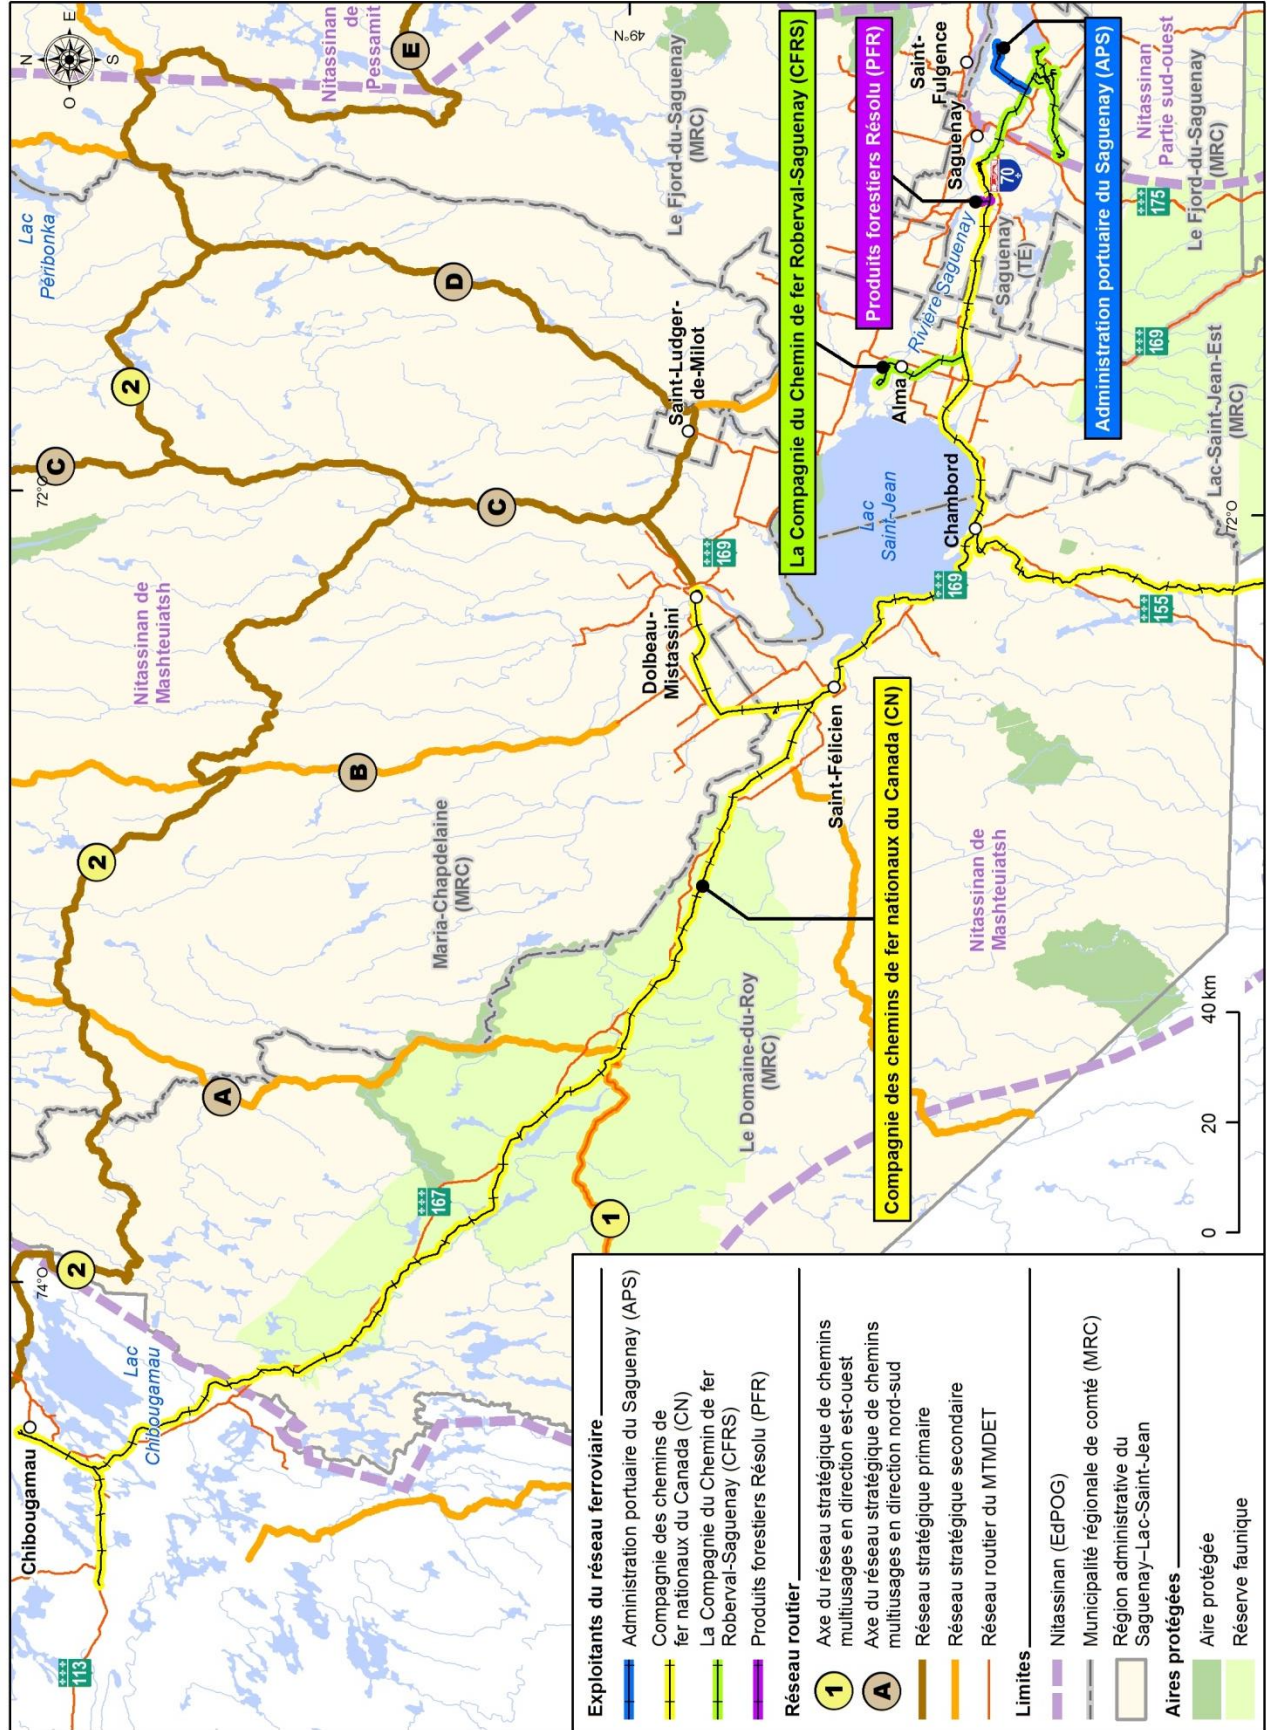 N
E
S
O
74°O
72°O
49°N
72°O
Chibougamau
Lac
Chibougamau
113
167
2
2
2
A
B
C
C
D
E
1
Lac
Péribonka
Nitassinan de
Mashteuiatsh
Nitassinan
de
Pessamit
Maria-Chapdelaine
(MRC)
Le Fjord-du-Saguenay
(MRC)
Saint-Ludger-
de-Milot
Dolbeau-
Mistassini
169
Le Domaine-du-Roy
(MRC)
Saint-Félicien
Lac
Saint-Jean
Alma
Rivière Saguenay
Saguenay
Saint-
Fulgence
Chambord
169
155
169
175
70
Saguenay
(TÉ)
La Compagnie du Chemin de fer Roberval-Saguenay (CFRS)
Produits forestiers Résolu (PFR)
Administration portuaire du Saguenay (APS)
Compagnie des chemins de fer nationaux du Canada (CN)
Nitassinan de
Mashteuiatsh
Lac-Saint-Jean-Est
(MRC)
Le Fjord-du-Saguenay
(MRC)
Nitassinan
Partie sud-ouest
0 20 40 km
Exploitants du réseau ferroviaire
Administration portuaire du Saguenay (APS)
Compagnie des chemins de
fer nationaux du Canada (CN)
La Compagnie du Chemin de fer
Roberval-Saguenay (CFRS)
Produits forestiers Résolu (PFR)
Réseau routier
1
Axe du réseau stratégique de chemins
multiusages en direction est-ouest
A
Axe du réseau stratégique de chemins
multiusages en direction nord-sud
Réseau stratégique primaire
Réseau stratégique secondaire
Réseau routier du MTMDET
Limites
Nitassinan (EdPOG)
Municipalité régionale de comté (MRC)
Région administrative du
Saguenay–Lac-Saint-Jean
Aires protégées
Aire protégée
Réserve faunique